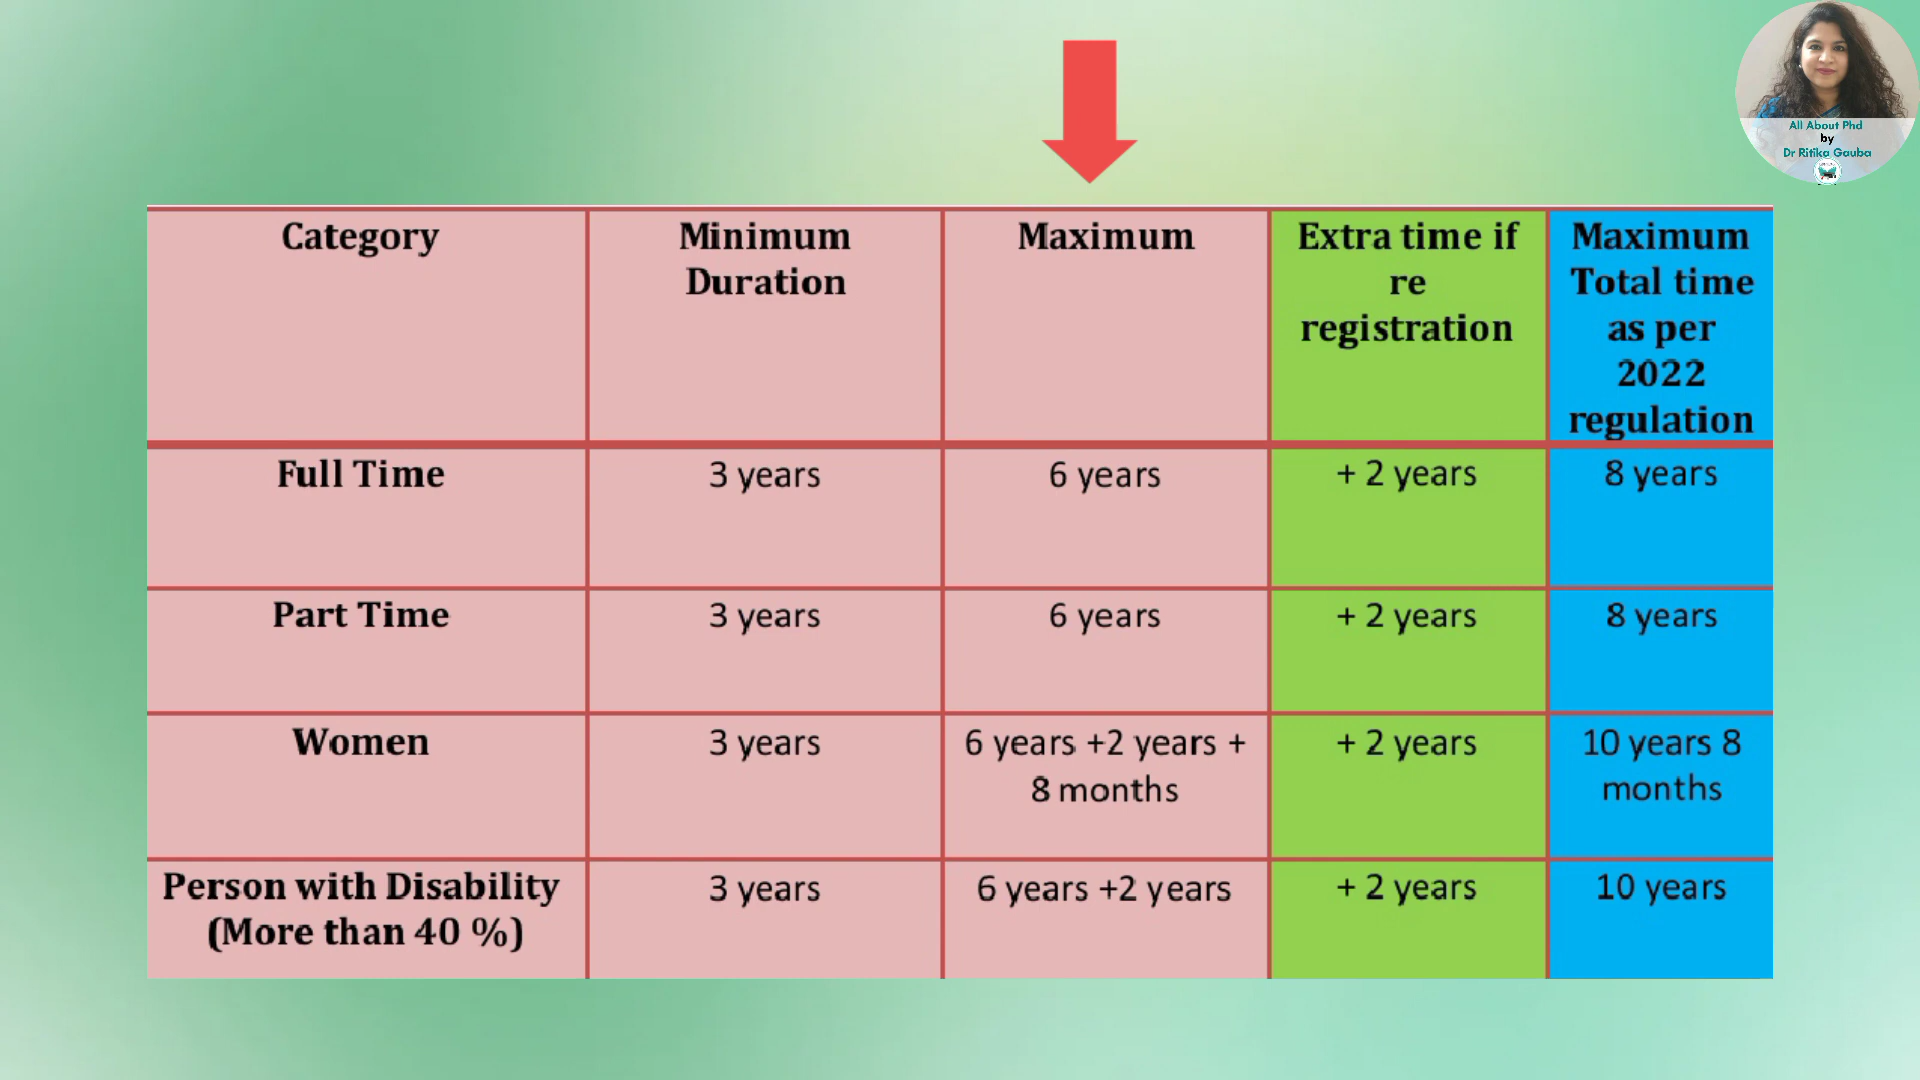 All About Phd
by
Dr Ritika Gauba
Category
Minimum
Duration
Maximum
Extra time if
re
registration
Maximum
Total time
as per
2022
regulation
Full Time
3 years
6 years
+ 2 years
8 years
Part Time
3 years
6 years
+ 2 years
8 years
Women
3 years
6 years +2 years +
8 months
+ 2 years
10 years 8
months
Person with Disability
(More than 40 %)
3 years
6 years +2 years
+ 2 years
10 years